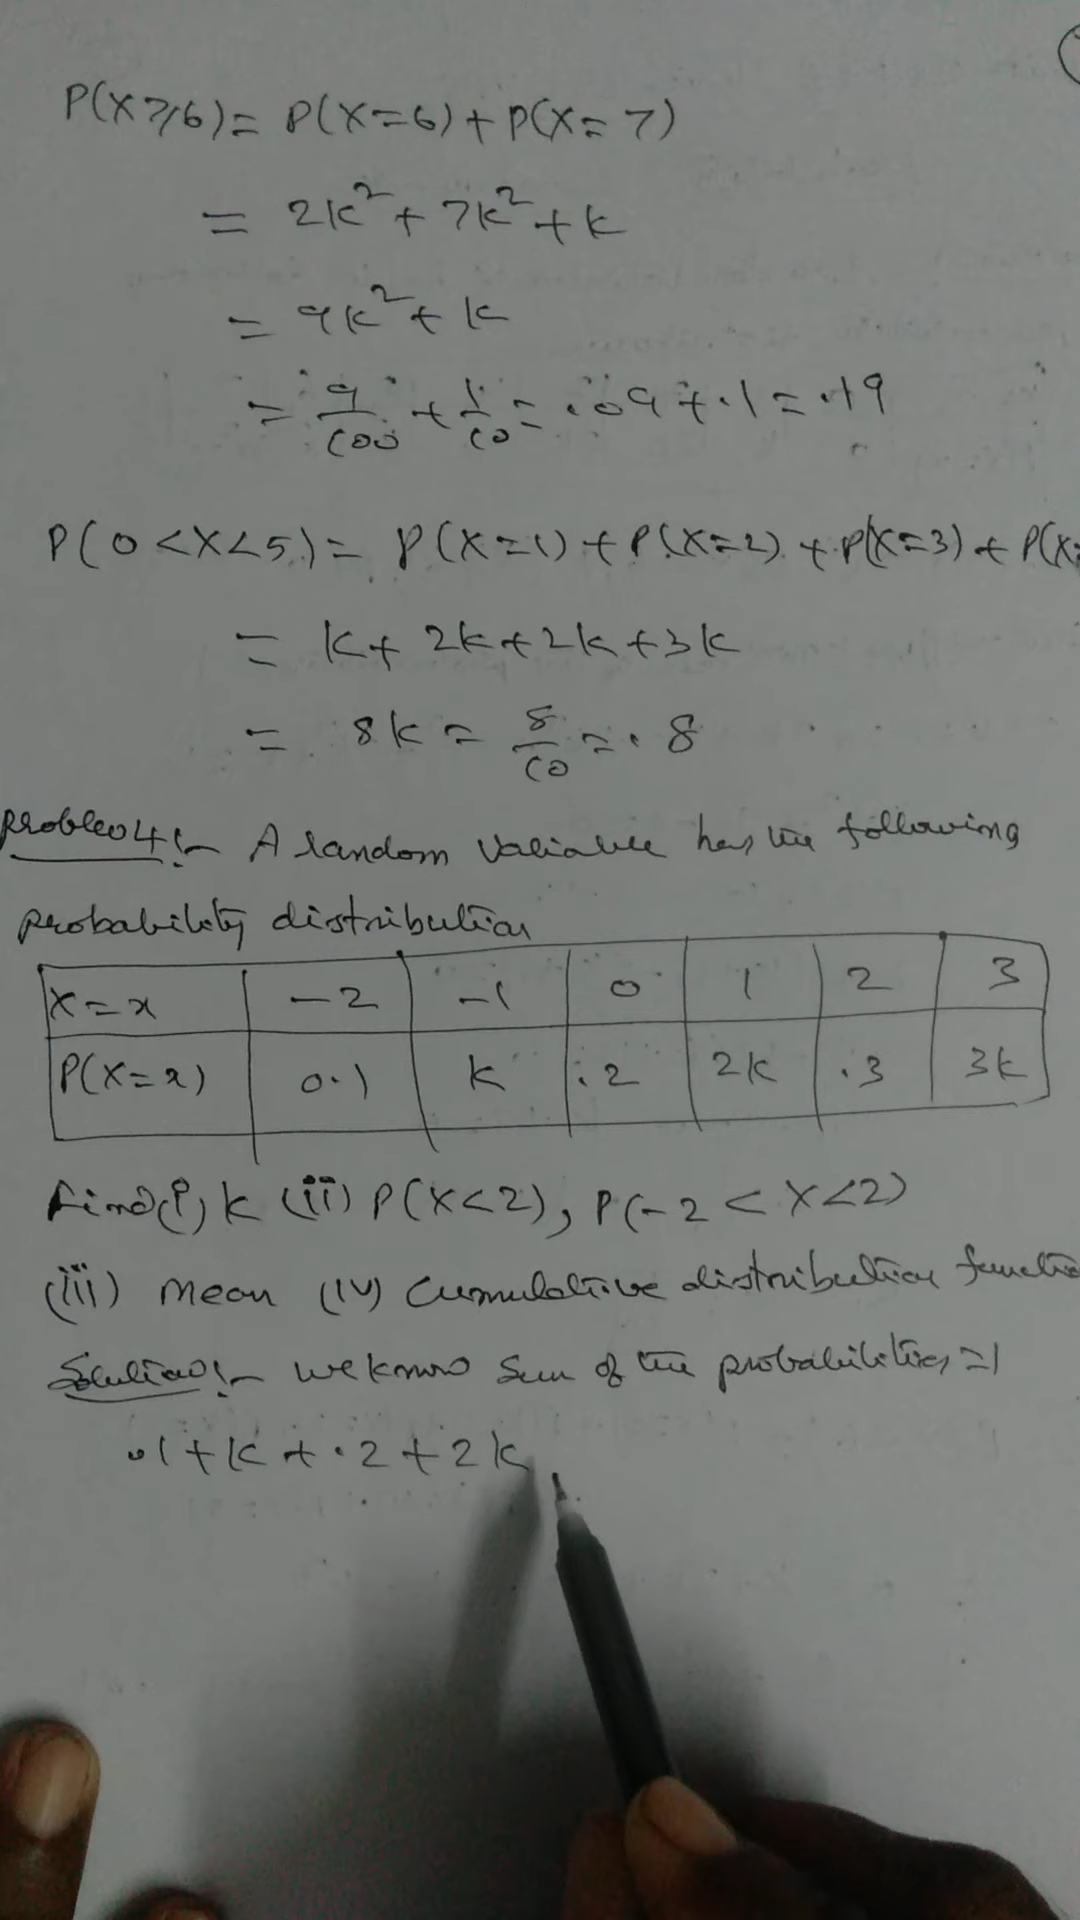 P(X≥6) = P(X=6) + P(X=7)
= 2k² + 7k² + k
= 9k² + k
= 9/100 + 1/10 = .09 + .1 = .19
P(0<X<5) = P(X=1) + P(X=2) + P(X=3) + P(X=
= k + 2k + 2k + 3k
= 8k = 8/10 = .8
A random variable has the following
probability distribution
X=x -2 -1 0 1 2 3
P(X=x) 0.1 k .2 2k .3 3k
Find (i) k (ii) P(X<2), P(-2<X<2)
(iii) Mean (iv) Cumulative distribution functio
Solution:- We know Sum of the probabilities = 1
.1 + k + .2 + 2k